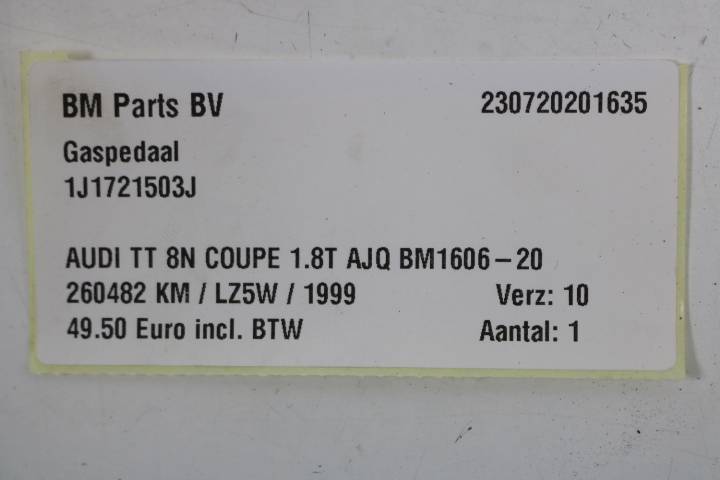 BM Parts BV 230720201635
Gaspedaal
1J1721503J
AUDI TT 8N COUPE 1.8T AJQ BM1606-20
260482 KM / LZ5W / 1999 Verz: 10
49.50 Euro incl. BTW Aantal: 1